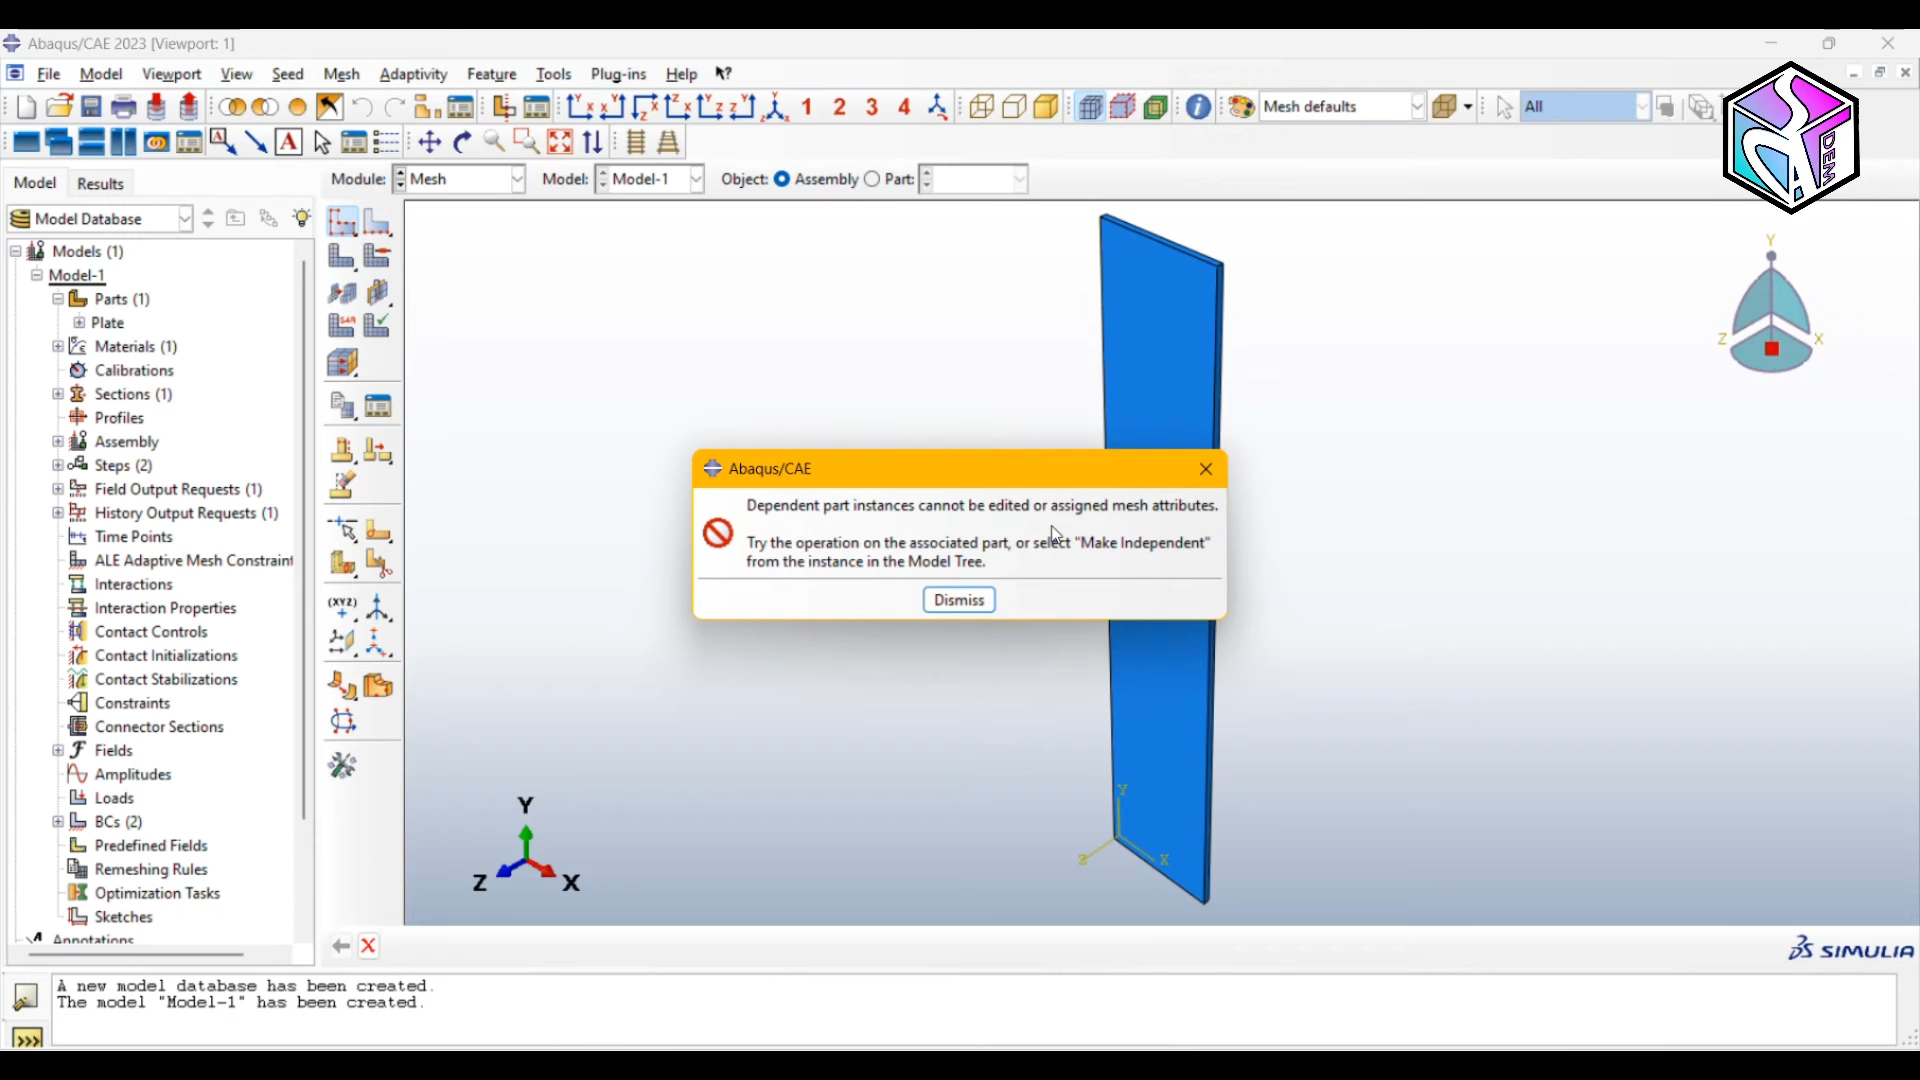 Abaqus/CAE 2023 [Viewport: 1]
File Model Viewport View Seed Mesh Adaptivity Feature Tools Plug-ins Help
1 2 3 4
Mesh defaults
All
A
A
Model Results
Module: Mesh Model: Model-1 Object: Assembly Part:
Model Database
Models (1)
Model-1
Parts (1)
Plate
Materials (1)
Calibrations
Sections (1)
Profiles
Assembly
Steps (2)
Field Output Requests (1)
History Output Requests (1)
Time Points
ALE Adaptive Mesh Constraint
Interactions
Interaction Properties
Contact Controls
Contact Initializations
Contact Stabilizations
Constraints
Connector Sections
Fields
Amplitudes
Loads
BCs (2)
Predefined Fields
Remeshing Rules
Optimization Tasks
Sketches
Annotations
(XYZ)
Abaqus/CAE
Dependent part instances cannot be edited or assigned mesh attributes.
Try the operation on the associated part, or select "Make Independent"
from the instance in the Model Tree.
Dismiss
Y
Z X
Y
Z X
Y
Z X
DEM
SIMULIA
A new model database has been created.
The model "Model-1" has been created.
>>>